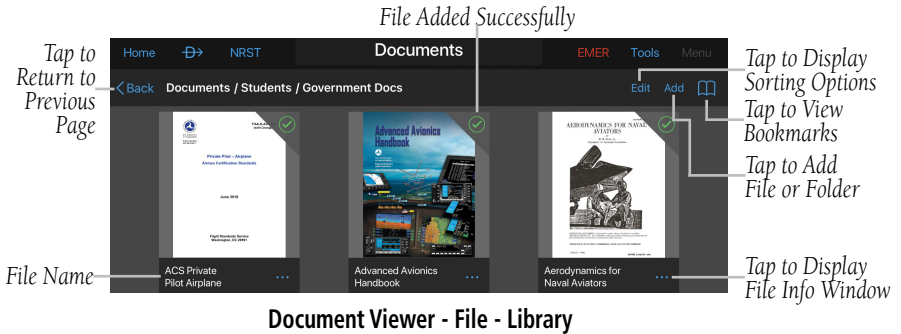 File Added Successfully
Tap to
Return to
Previous
Page
Home
NRST
Documents
EMER
Tools
Menu
Back
Documents / Students / Government Docs
Edit
Add
Tap to Display
Sorting Options
Tap to View
Bookmarks
Tap to Add
File or Folder
Private Pilot – Airplane
Airman Certification Standards
June 2018
Flight Standards Service
Washington, DC 20591
Advanced Avionics
Handbook
AERODYNAMICS FOR NAVAL
AVIATORS
File Name
ACS Private
Pilot Airplane
Advanced Avionics
Handbook
Aerodynamics for
Naval Aviators
Tap to Display
File Info Window
Document Viewer - File - Library